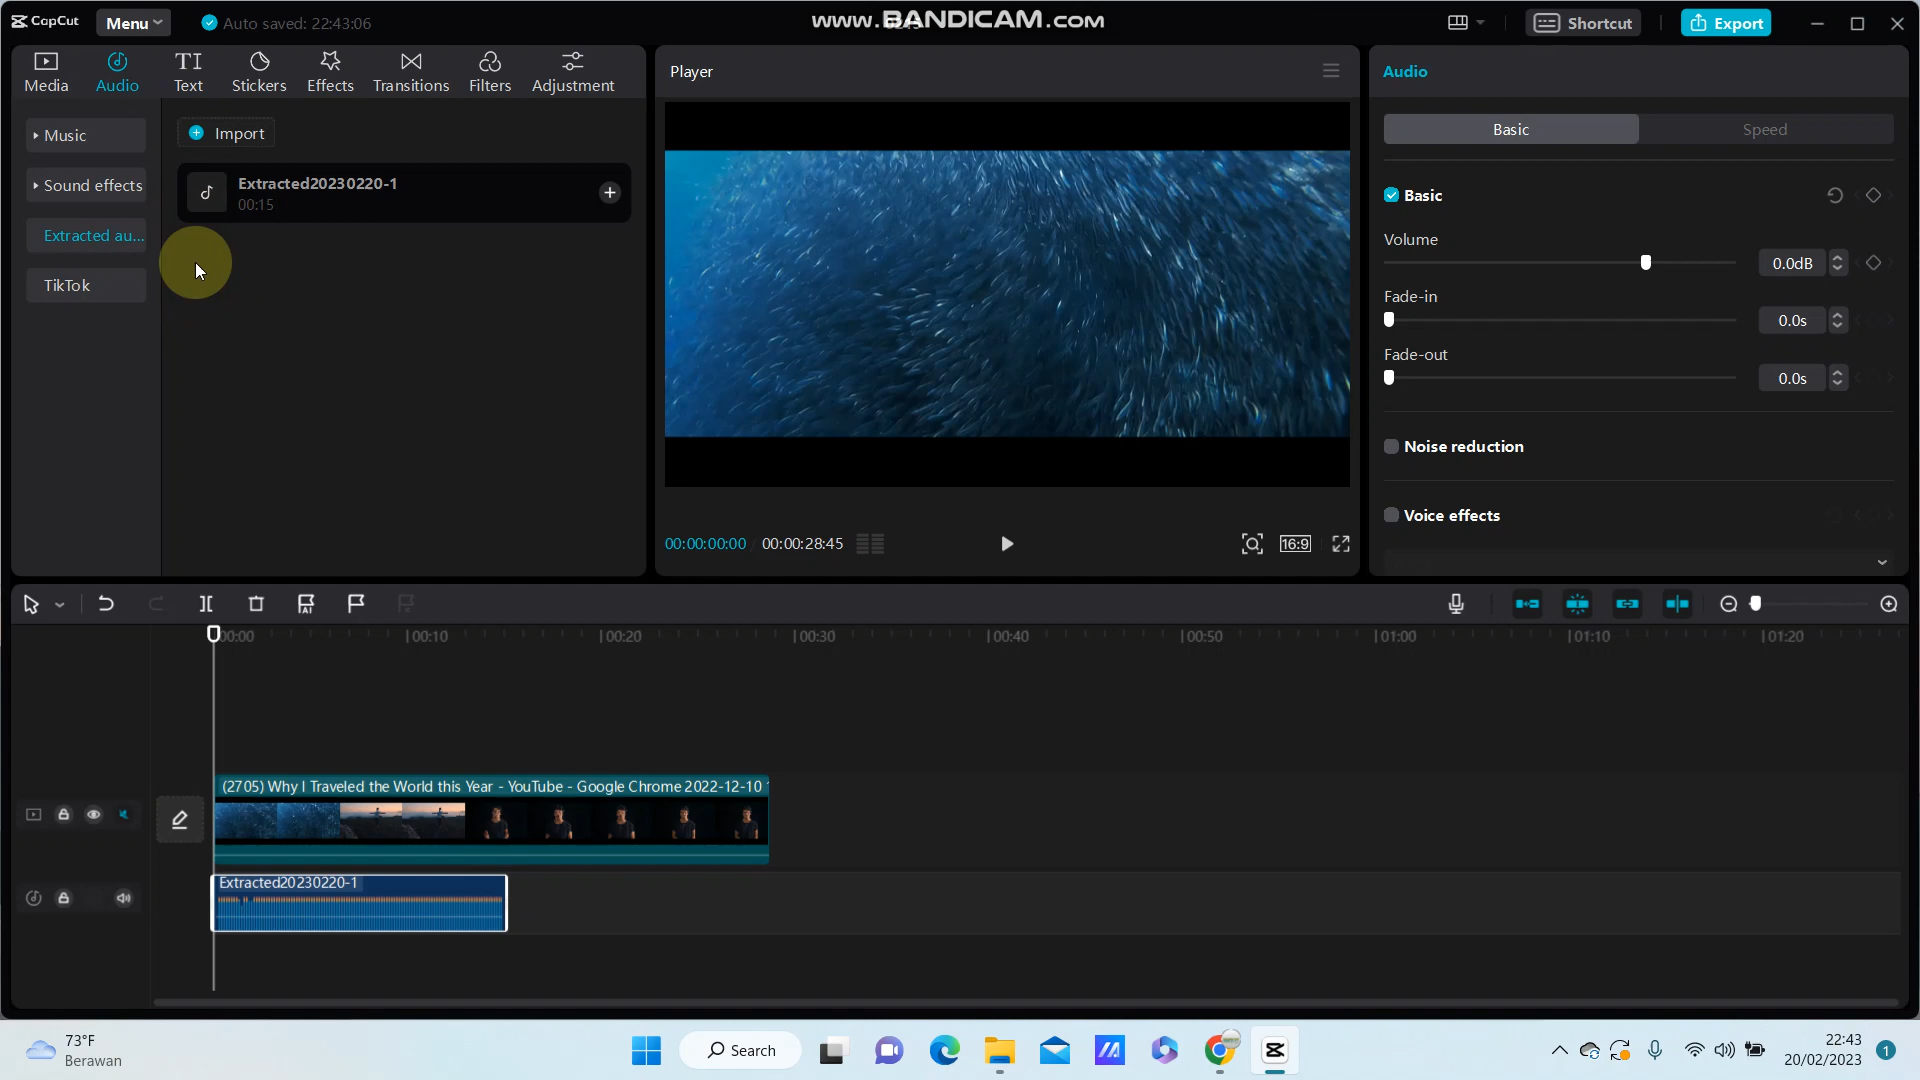 CapCut
Menu
Auto saved: 22:43:06
www.BANDICAM.com
Shortcut
Export
Media
Audio
Text
Stickers
Effects
Transitions
Filters
Adjustment
Player
Audio
Music
Sound effects
Extracted au...
TikTok
Import
Extracted20230220-1
00:15
Basic
Speed
Basic
Volume
0.0dB
Fade-in
0.0s
Fade-out
0.0s
Noise reduction
Voice effects
00:00:00:00
00:00:28:45
16:9
00:00
00:10
00:20
00:30
00:40
00:50
01:00
01:10
01:20
(2705) Why I Traveled the World this Year - YouTube - Google Chrome 2022-12-10
Extracted20230220-1
73°F
Berawan
Search
22:43
20/02/2023
1